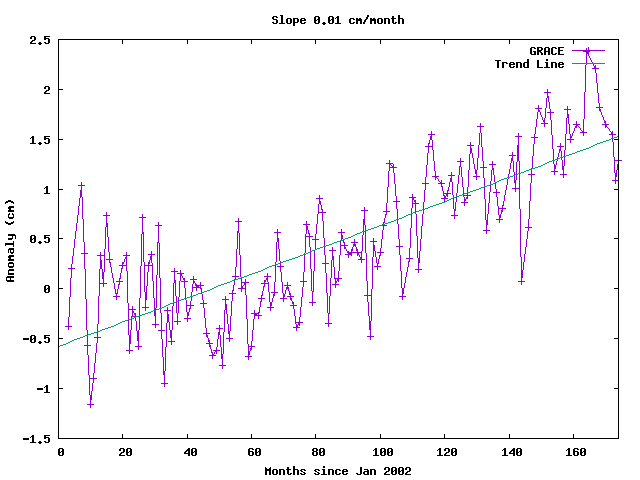 Slope 0.01 cm/month
GRACE
Trend Line
2.5
2
1.5
1
0.5
0
-0.5
-1
-1.5
Anomaly (cm)
0 20 40 60 80 100 120 140 160
Months since Jan 2002